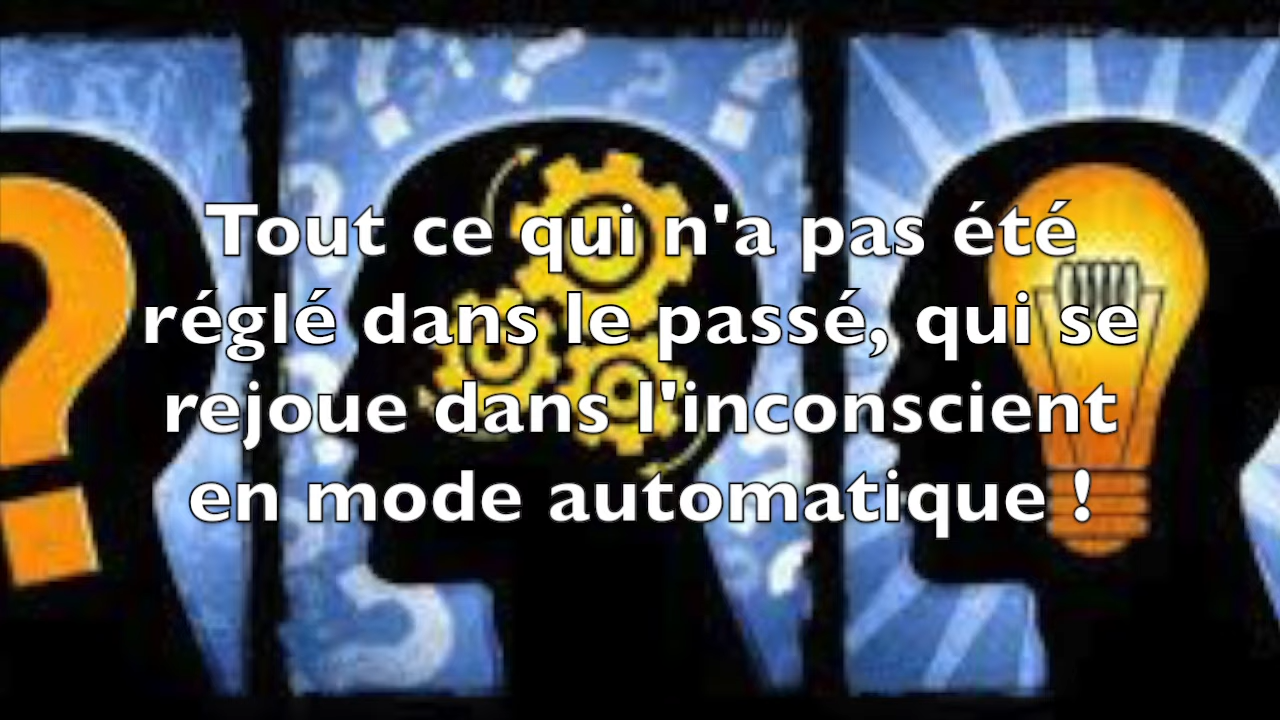 Tout ce qui n'a pas été
réglé dans le passé, qui se
rejoue dans l'inconscient
en mode automatique !